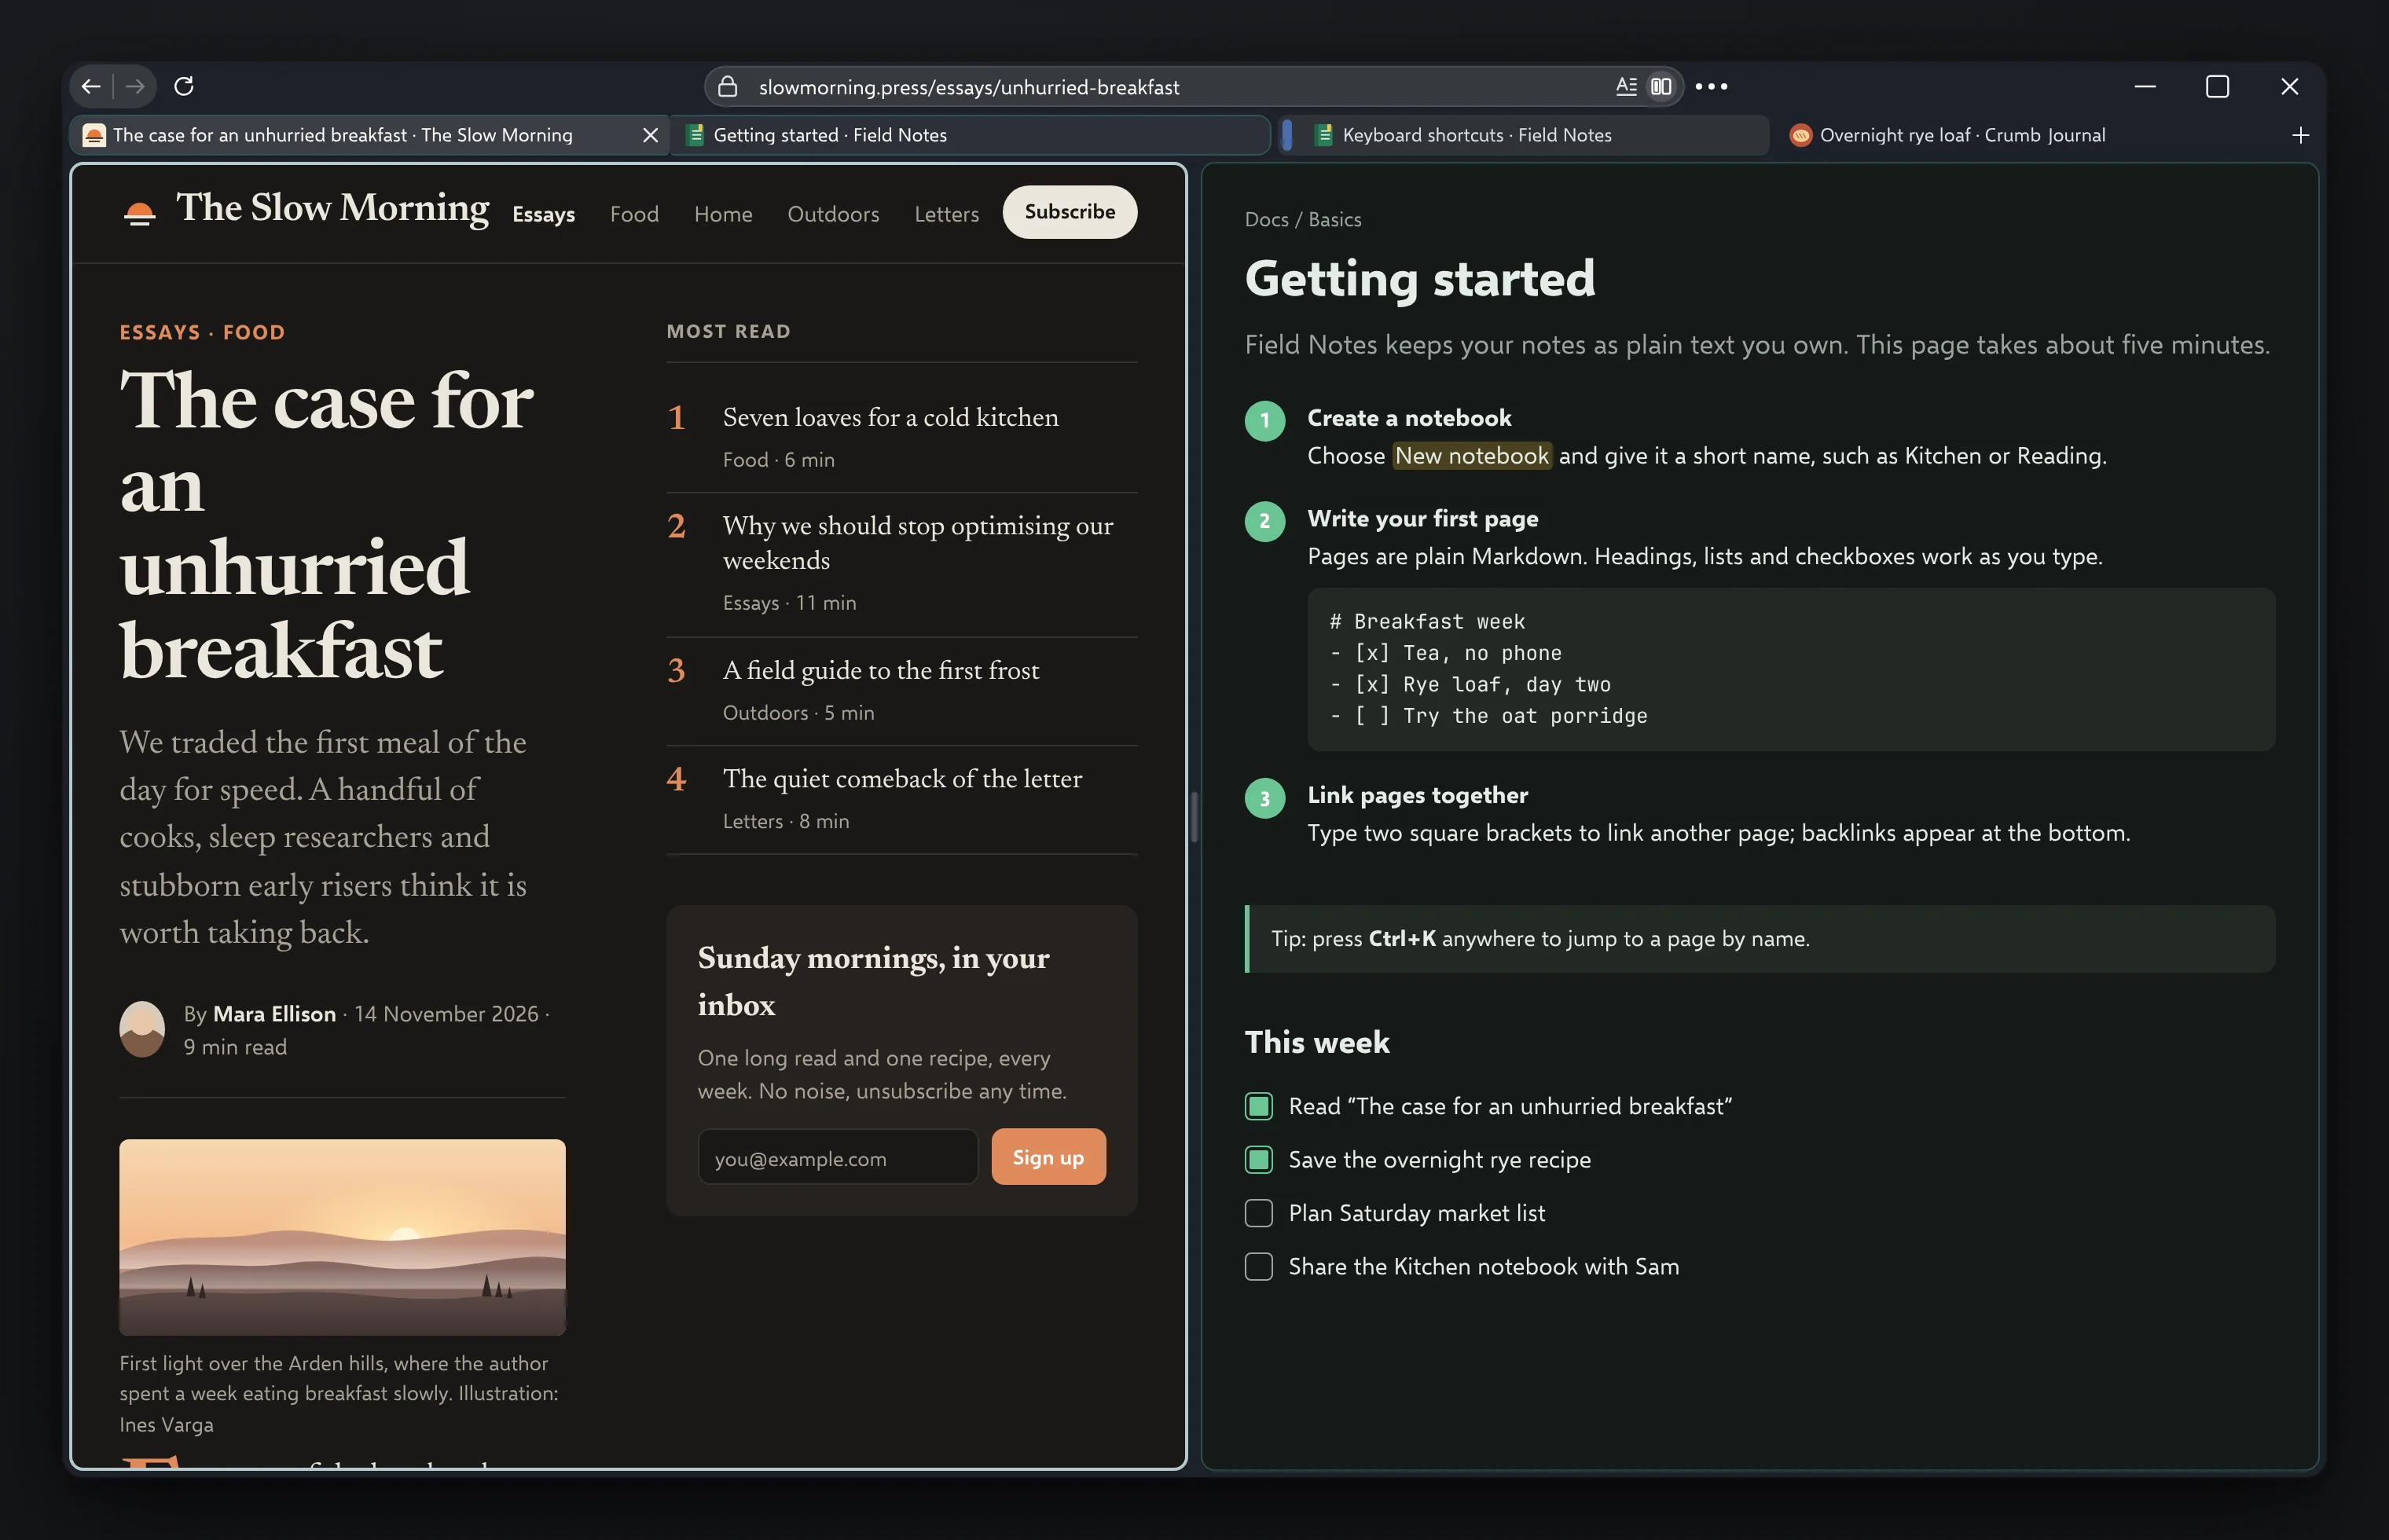 slowmorning.press/essays/unhurried-breakfast
The case for an unhurried breakfast · The Slow Morning
Getting started · Field Notes
Keyboard shortcuts · Field Notes
Overnight rye loaf · Crumb Journal
The Slow Morning
Essays
Food
Home
Outdoors
Letters
Subscribe
ESSAYS · FOOD
The case for
an
unhurried
breakfast
We traded the first meal of the
day for speed. A handful of
cooks, sleep researchers and
stubborn early risers think it is
worth taking back.
By Mara Ellison · 14 November 2026 ·
9 min read
First light over the Arden hills, where the author
spent a week eating breakfast slowly. Illustration:
Ines Varga
MOST READ
1 Seven loaves for a cold kitchen
Food · 6 min
2 Why we should stop optimising our
weekends
Essays · 11 min
3 A field guide to the first frost
Outdoors · 5 min
4 The quiet comeback of the letter
Letters · 8 min
Sunday mornings, in your
inbox
One long read and one recipe, every
week. No noise, unsubscribe any time.
you@example.com
Sign up
Docs / Basics
Getting started
Field Notes keeps your notes as plain text you own. This page takes about five minutes.
1 Create a notebook
Choose New notebook and give it a short name, such as Kitchen or Reading.
2 Write your first page
Pages are plain Markdown. Headings, lists and checkboxes work as you type.
# Breakfast week
- [x] Tea, no phone
- [x] Rye loaf, day two
- [ ] Try the oat porridge
3 Link pages together
Type two square brackets to link another page; backlinks appear at the bottom.
Tip: press Ctrl+K anywhere to jump to a page by name.
This week
Read “The case for an unhurried breakfast”
Save the overnight rye recipe
Plan Saturday market list
Share the Kitchen notebook with Sam